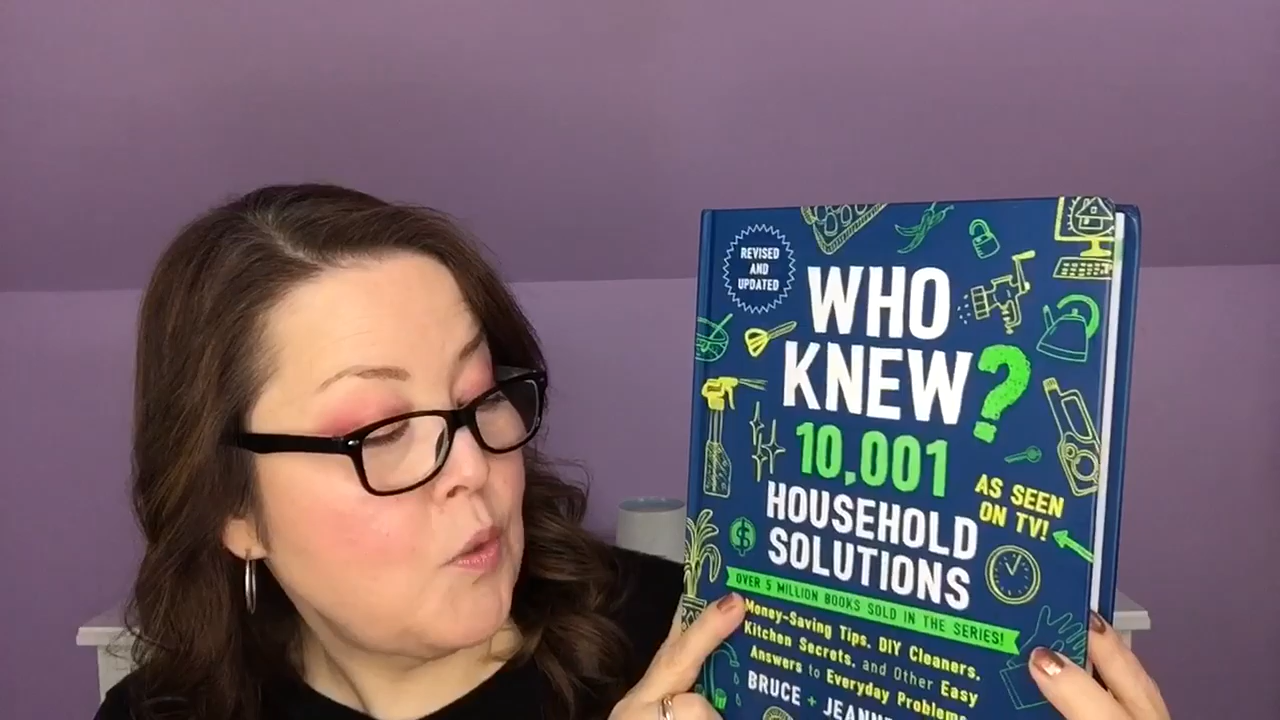 REVISED
AND
UPDATED
WHO
KNEW?
10,001
HOUSEHOLD
SOLUTIONS
AS SEEN
ON TV!
OVER 5 MILLION BOOKS SOLD IN THE SERIES!
Money-Saving Tips, DIY Cleaners,
Kitchen Secrets, and Other Easy
Answers to Everyday Problems
BRUCE + JEANNE